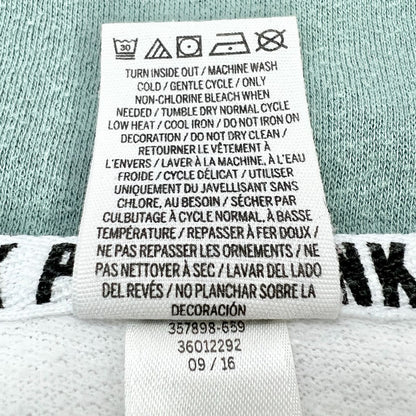 30
TURN INSIDE OUT / MACHINE WASH
COLD / GENTLE CYCLE / ONLY
NON-CHLORINE BLEACH WHEN
NEEDED / TUMBLE DRY NORMAL CYCLE
LOW HEAT / COOL IRON / DO NOT IRON ON
DECORATION / DO NOT DRY CLEAN /
RETOURNER LE VÊTEMENT À
L'ENVERS / LAVER À LA MACHINE, À L'EAU
FROIDE / CYCLE DÉLICAT / UTILISER
UNIQUEMENT DU JAVELLISANT SANS
CHLORE, AU BESOIN / SÉCHER PAR
CULBUTAGE À CYCLE NORMAL, À BASSE
TEMPÉRATURE / REPASSER À FER DOUX /
NE PAS REPASSER LES ORNEMENTS / NE
PAS NETTOYER À SEC / LAVAR DEL LADO
DEL REVÉS / NO PLANCHAR SOBRE LA
DECORACIÓN
K P NK
357898-659
36012292
09 / 16